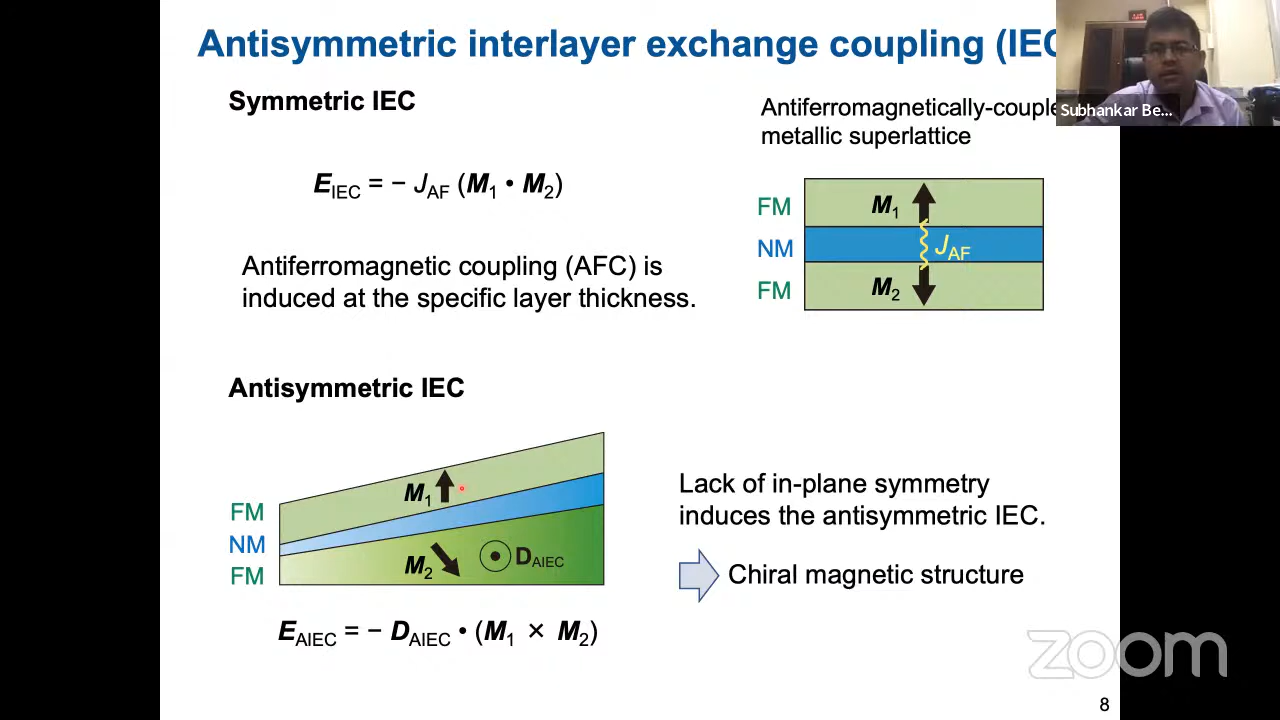 Antisymmetric interlayer exchange coupling (IEC
Symmetric IEC
E_IEC = − J_AF (M_1 • M_2)
Antiferromagnetic coupling (AFC) is
induced at the specific layer thickness.
Antiferromagnetically-couple
metallic superlattice
Subhankar Be...
FM
M_1
NM
J_AF
FM
M_2
Antisymmetric IEC
M_1
FM
NM
FM
M_2
D_AIEC
E_AIEC = − D_AIEC • (M_1 × M_2)
Lack of in-plane symmetry
induces the antisymmetric IEC.
Chiral magnetic structure
zoom
8